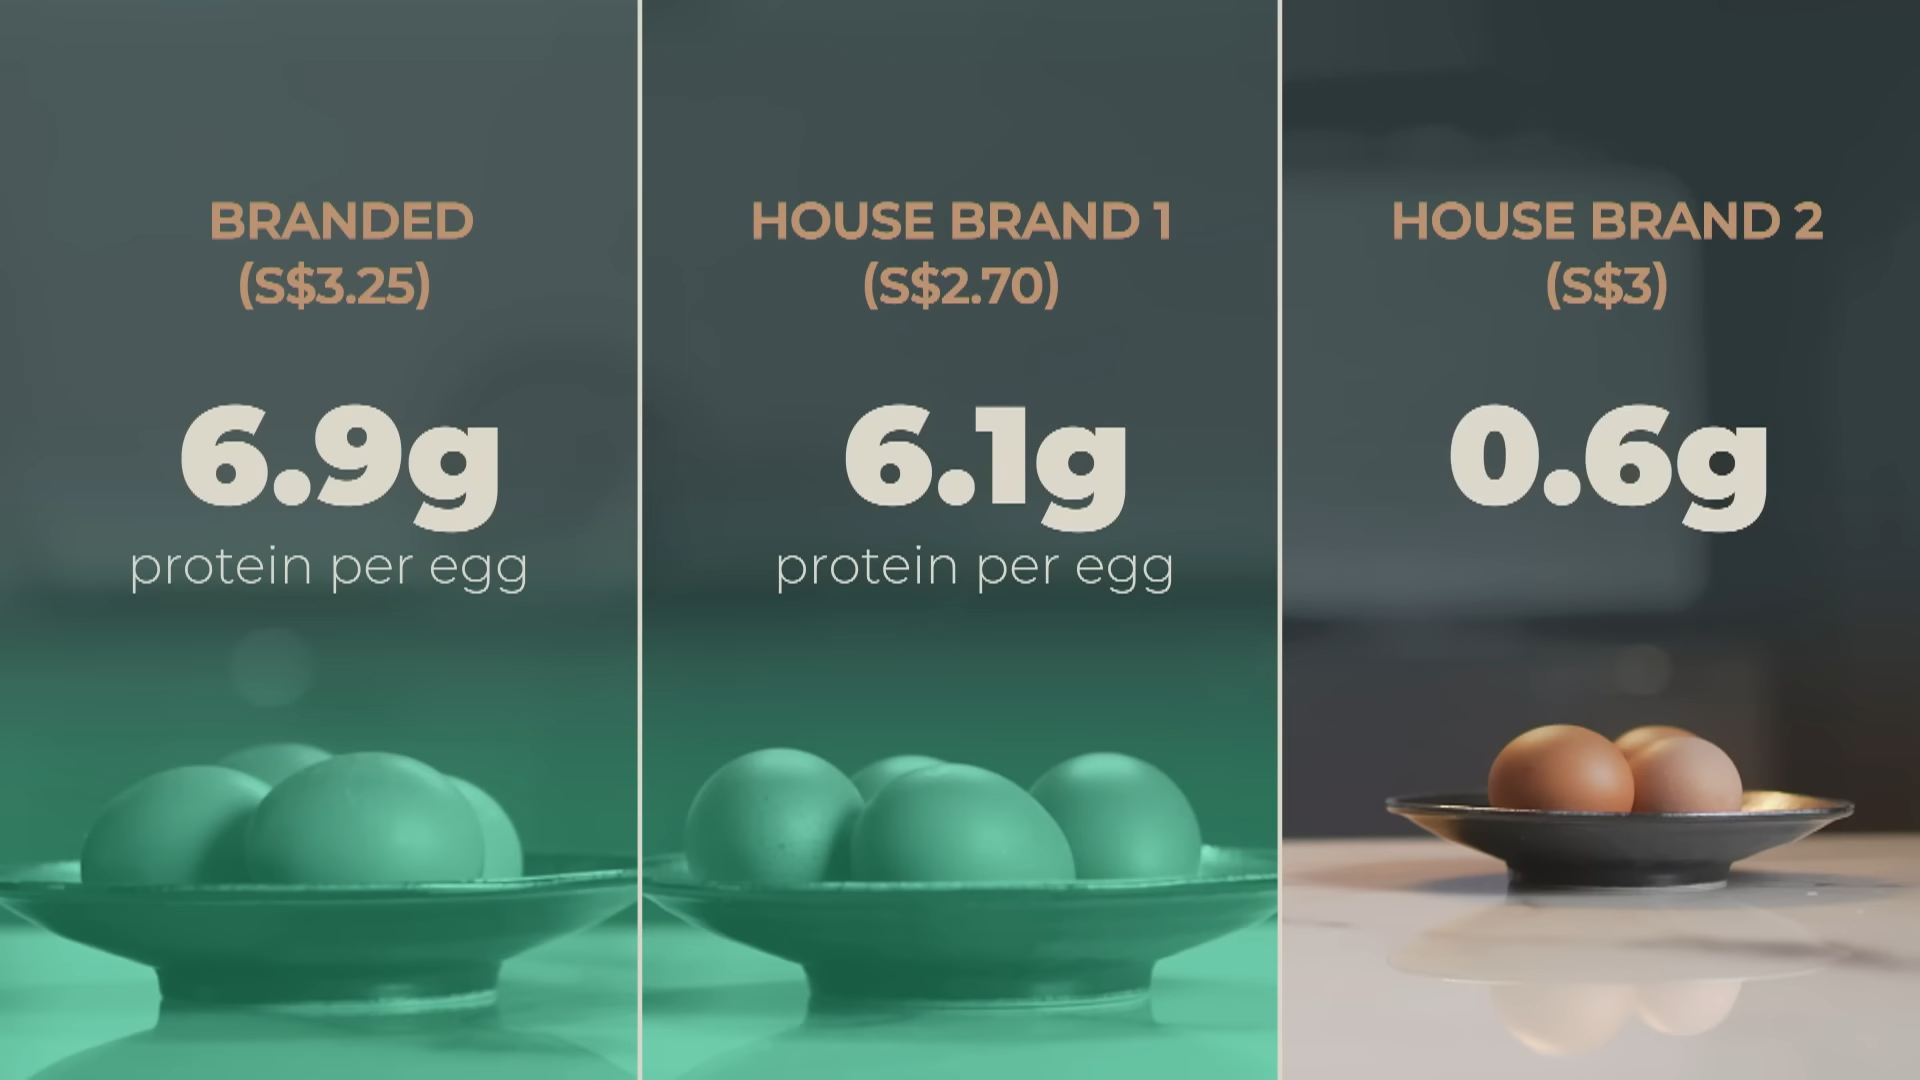 BRANDED
(S$3.25)
6.9g
protein per egg
HOUSE BRAND 1
(S$2.70)
6.1g
protein per egg
HOUSE BRAND 2
(S$3)
0.6g